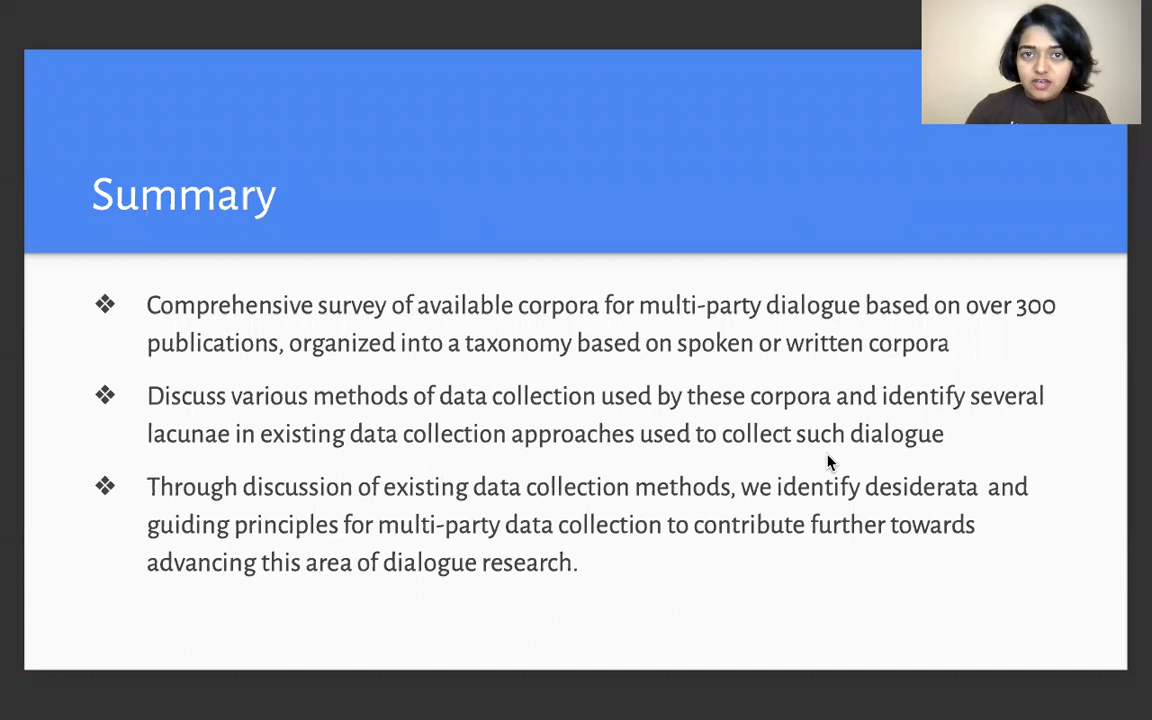 Summary
❖ Comprehensive survey of available corpora for multi-party dialogue based on over 300
publications, organized into a taxonomy based on spoken or written corpora
❖ Discuss various methods of data collection used by these corpora and identify several
lacunae in existing data collection approaches used to collect such dialogue
❖ Through discussion of existing data collection methods, we identify desiderata and
guiding principles for multi-party data collection to contribute further towards
advancing this area of dialogue research.